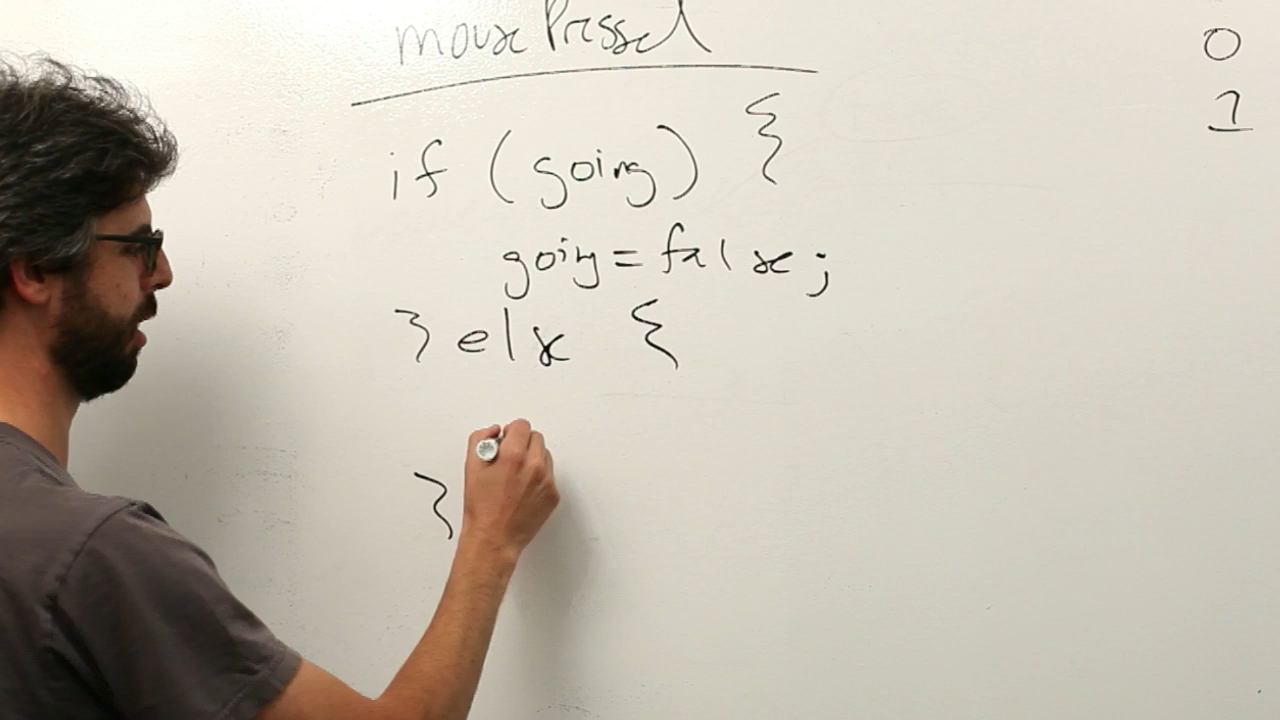 mousePressed
0
1
if (going) {
going = false;
} else {
}